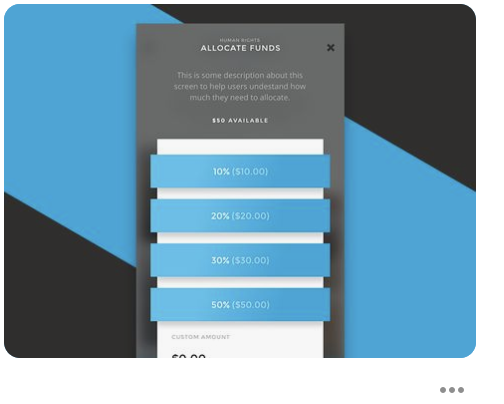 HUMAN RIGHTS
ALLOCATE FUNDS
This is some description about this
screen to help users undestand how
much they need to allocate.
$50 AVAILABLE
10% ($10.00)
20% ($20.00)
30% ($30.00)
50% ($50.00)
CUSTOM AMOUNT
$0.00